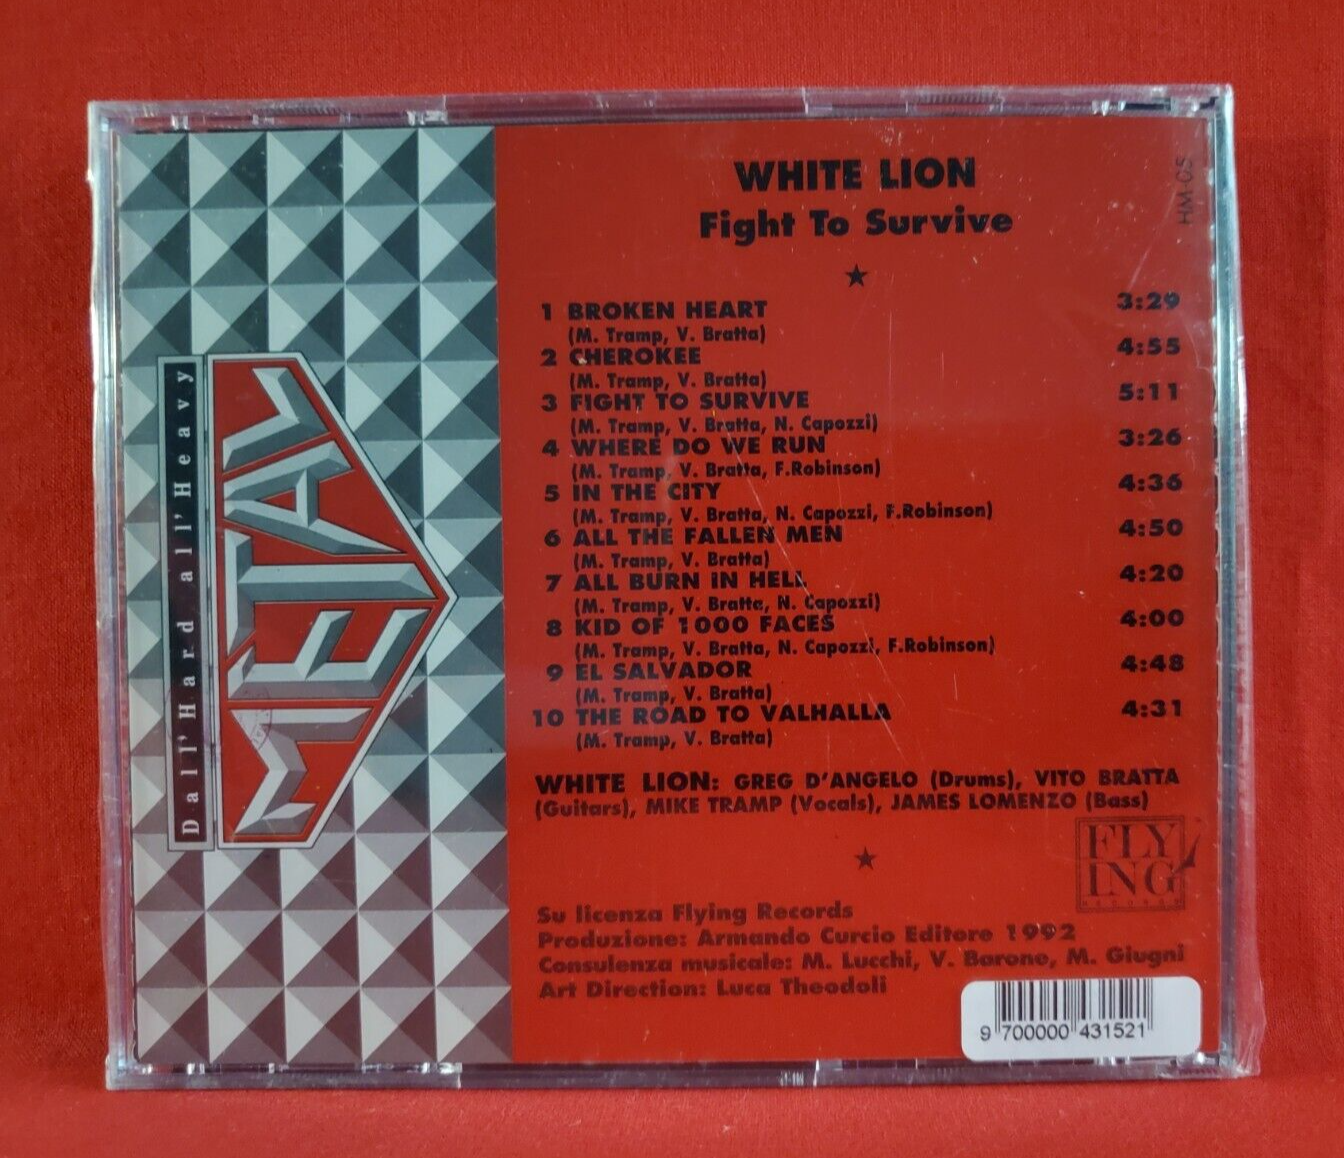 WHITE LION
Fight To Survive
HM-05
1 BROKEN HEART 3:29
(M. Tramp, V. Bratta)
2 CHEROKEE 4:55
(M. Tramp, V. Bratta)
3 FIGHT TO SURVIVE 5:11
(M. Tramp, V. Bratta, N. Capozzi)
4 WHERE DO WE RUN 3:26
(M. Tramp, V. Bratta, F.Robinson)
5 IN THE CITY 4:36
(M. Tramp, V. Bratta, N. Capozzi, F.Robinson)
6 ALL THE FALLEN MEN 4:50
(M. Tramp, V. Bratta)
7 ALL BURN IN HELL 4:20
(M. Tramp, V. Bratta, N. Capozzi)
8 KID OF 1000 FACES 4:00
(M. Tramp, V. Bratta, N. Capozzi, F.Robinson)
9 EL SALVADOR 4:48
(M. Tramp, V. Bratta)
10 THE ROAD TO VALHALLA 4:31
(M. Tramp, V. Bratta)
WHITE LION: GREG D'ANGELO (Drums), VITO BRATTA
(Guitars), MIKE TRAMP (Vocals), JAMES LOMENZO (Bass)
FLY
ING
RECORDS
Su licenza Flying Records
Produzione: Armando Curcio Editore 1992
Consulenza musicale: M. Lucchi, V. Barone, M. Giugni
Art Direction: Luca Theodoli
9 700000 431521
Dall'Hard all'Heavy
METAL